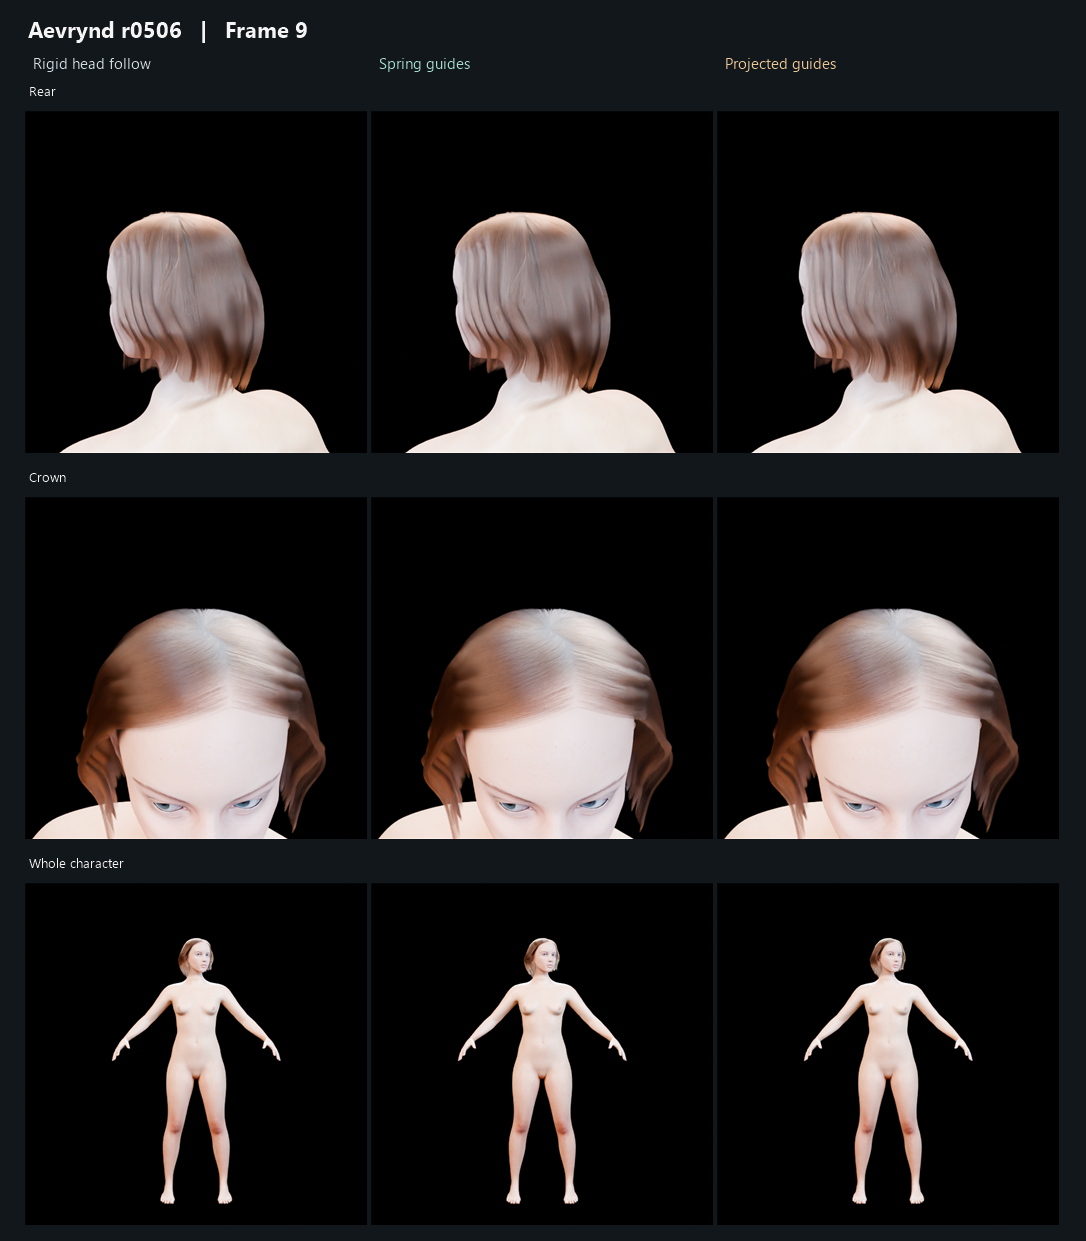 Aevrynd r0506 | Frame 9
Rigid head follow Spring guides Projected guides
Rear
Crown
Whole character